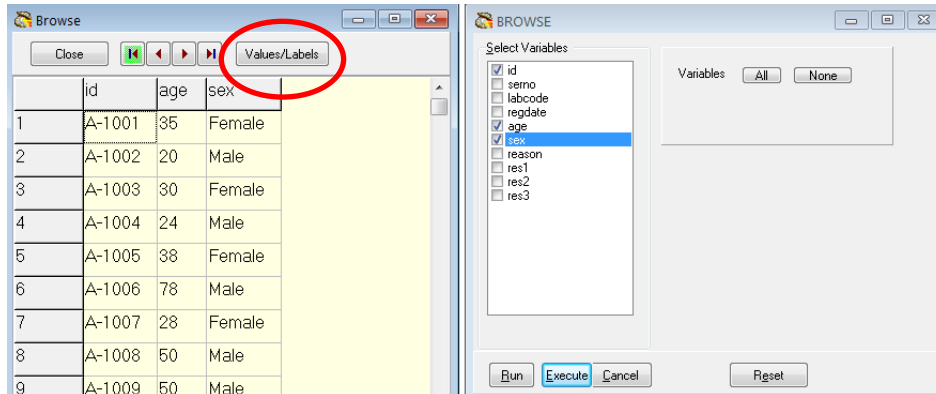 Browse
Close Values/Labels
id age sex
1 A-1001 35 Female
2 A-1002 20 Male
3 A-1003 30 Female
4 A-1004 24 Male
5 A-1005 38 Female
6 A-1006 78 Male
7 A-1007 28 Female
8 A-1008 50 Male
9 A-1009 50 Male
BROWSE
Select Variables
id
serno
labcode
regdate
age
sex
reason
res1
res2
res3
Variables All None
Run Execute Cancel Reset